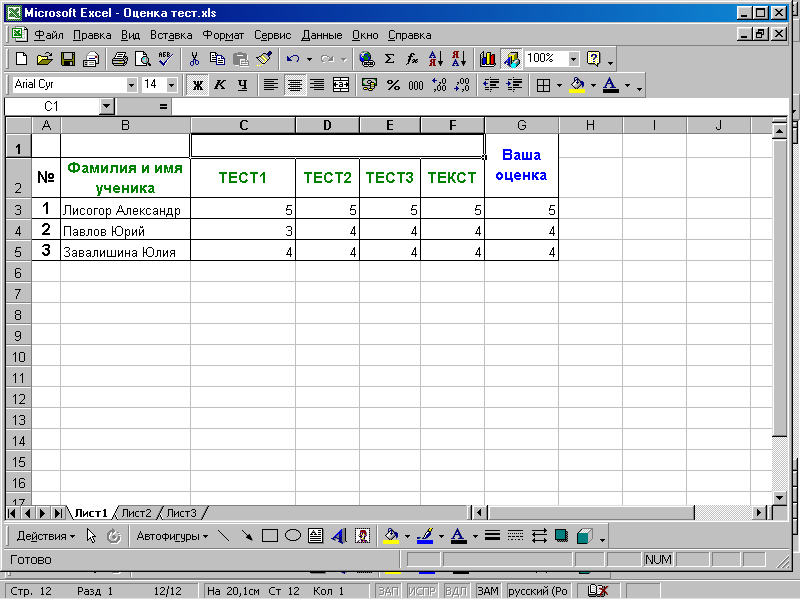 Microsoft Excel - Оценка тест.xls
Файл Правка Вид Вставка Формат Сервис Данные Окно Справка
100%
Arial Cyr 14 Ж К Ч % 000
C1 =
A B C D E F G H I J
1 Ваша
2 № Фамилия и имя ТЕСТ1 ТЕСТ2 ТЕСТ3 ТЕКСТ оценка
ученика
3 1 Лисогор Александр 5 5 5 5 5
4 2 Павлов Юрий 3 4 4 4 4
5 3 Завалишина Юлия 4 4 4 4 4
6
7
8
9
10
11
12
13
14
15
16
17
Лист1 Лист2 Лист3
Действия Автофигуры
Готово NUM
Стр. 12 Разд 1 12/12 На 20,1см Ст 12 Кол 1 ЗАП ИСПР ВДЛ ЗАМ русский (Ро